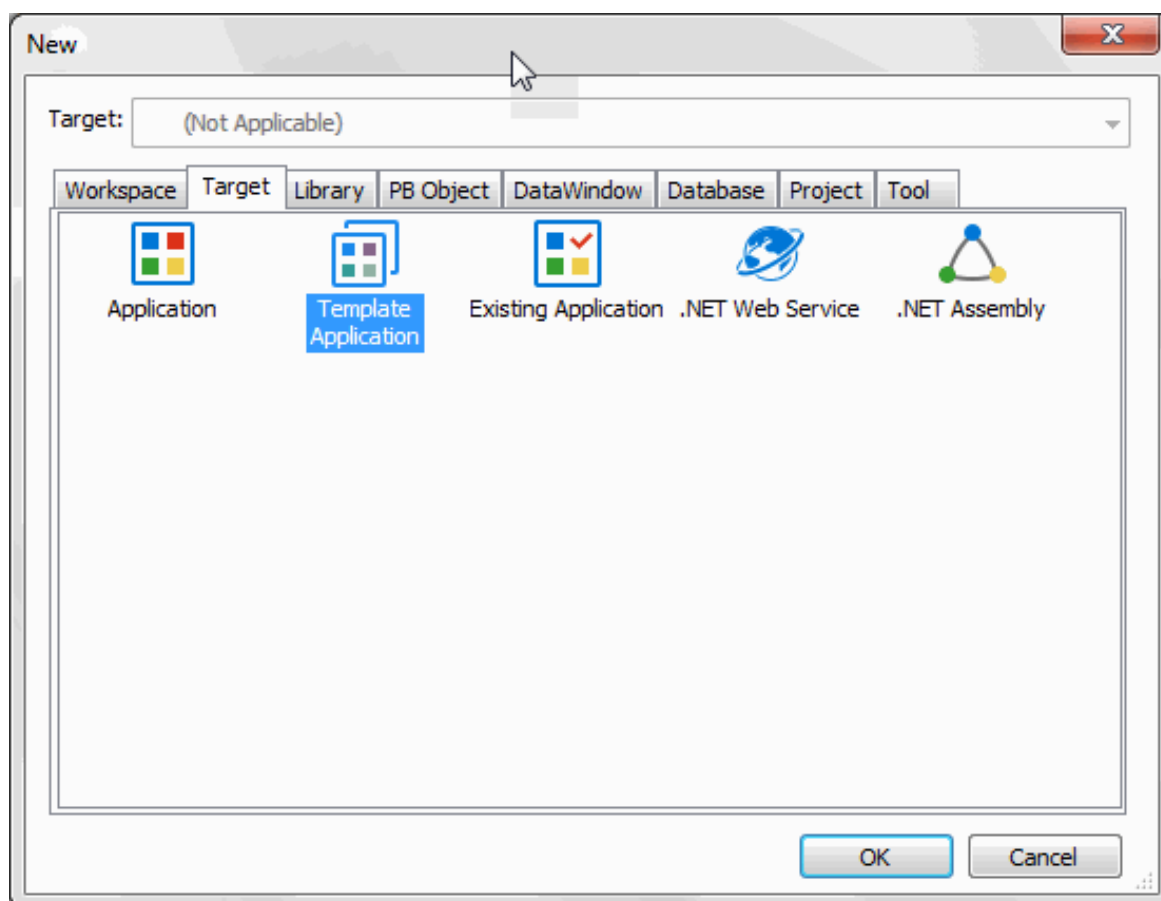 New
Target: (Not Applicable)
Workspace Target Library PB Object DataWindow Database Project Tool
Application Template Application Existing Application .NET Web Service .NET Assembly
OK Cancel